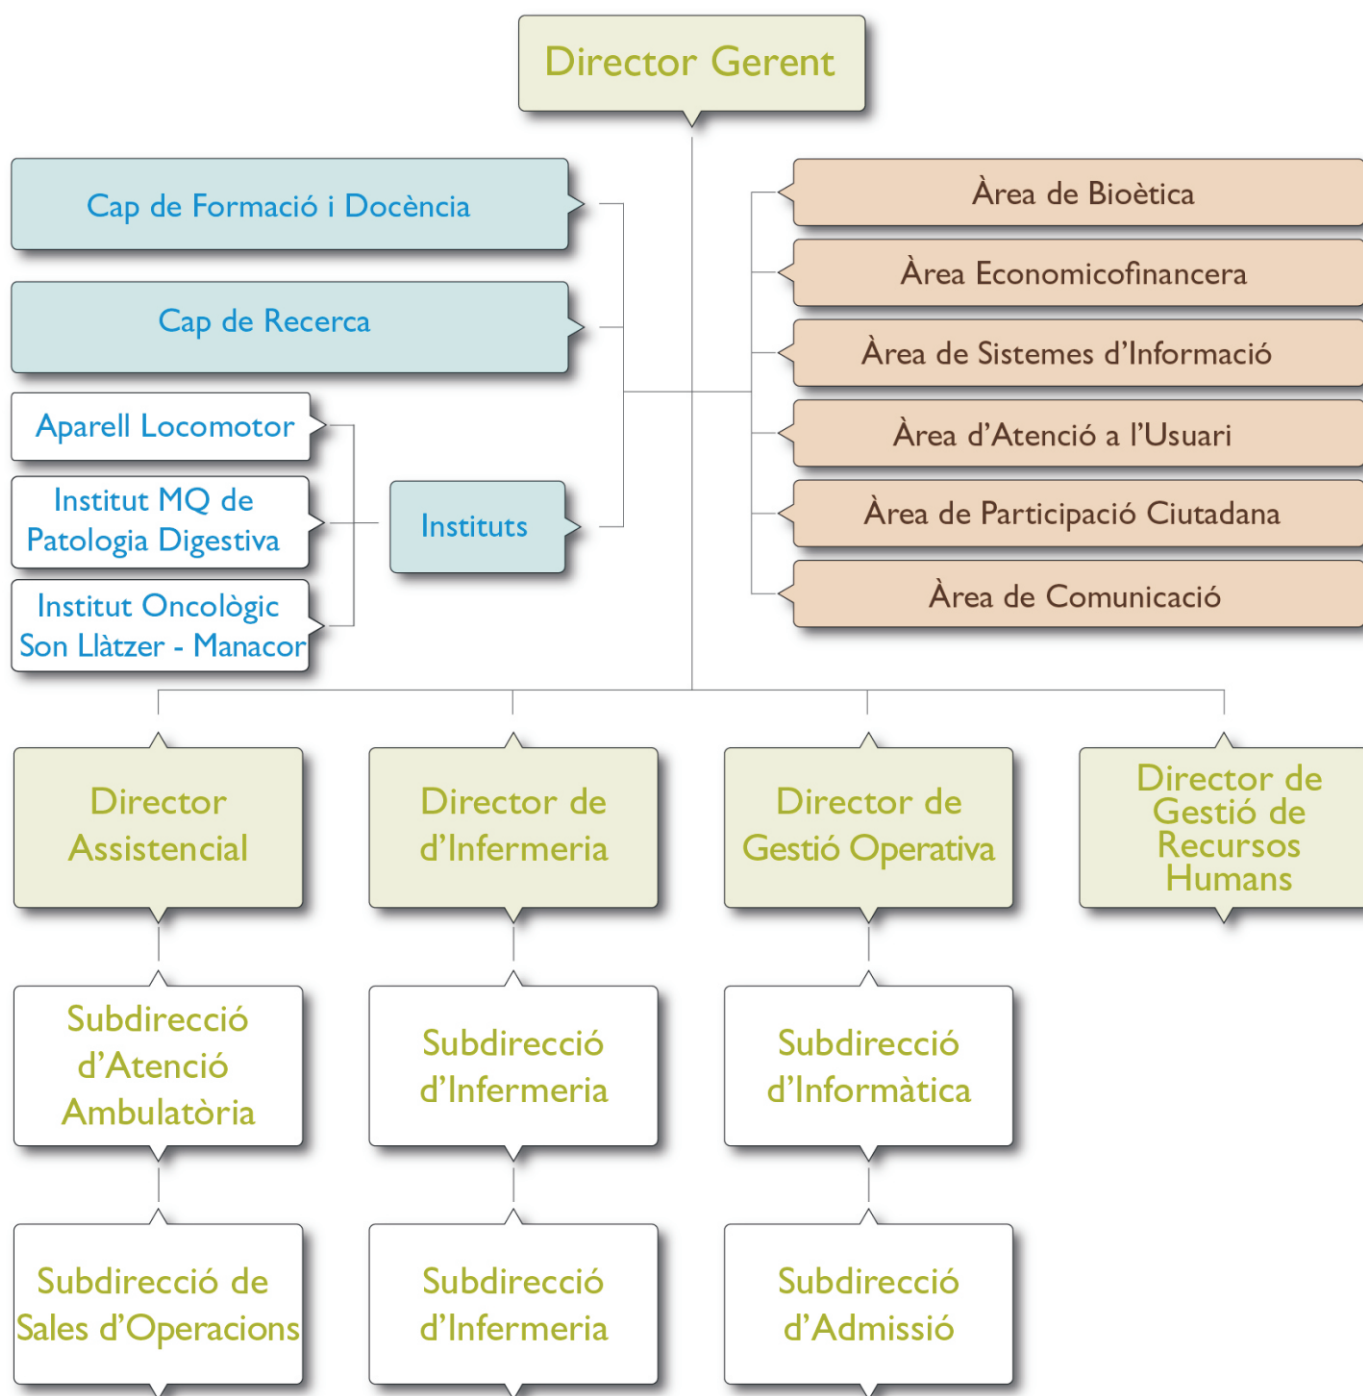 Director Gerent
Cap de Formació i Docència
Cap de Recerca
Aparell Locomotor
Institut MQ de
Patologia Digestiva
Institut Oncològic
Son Llàtzer - Manacor
Instituts
Àrea de Bioètica
Àrea Economicofinancera
Àrea de Sistemes d’Informació
Àrea d’Atenció a l’Usuari
Àrea de Participació Ciutadana
Àrea de Comunicació
Director
Assistencial
Director de
d’Infermeria
Director de
Gestió Operativa
Director de
Gestió de
Recursos
Humans
Subdirecció
d’Atenció
Ambulatòria
Subdirecció
d’Infermeria
Subdirecció
d’Informàtica
Subdirecció de
Sales d’Operacions
Subdirecció
d’Infermeria
Subdirecció
d’Admissió